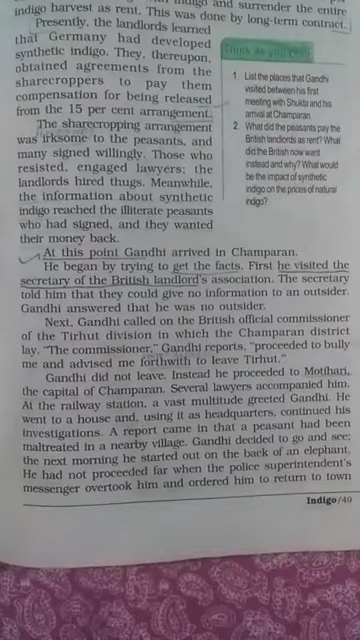 indigo and surrender the entire
indigo harvest as rent. This was done by long-term contract.
Presently, the landlords learned
that Germany had developed
synthetic indigo. They, thereupon,
obtained agreements from the
sharecroppers to pay them
compensation for being released
from the 15 per cent arrangement.
The sharecropping arrangement
was irksome to the peasants, and
many signed willingly. Those who
resisted, engaged lawyers; the
landlords hired thugs. Meanwhile,
the information about synthetic
indigo reached the illiterate peasants
who had signed, and they wanted
their money back.
Think as you read
1. List the places that Gandhi
visited between his first
meeting with Shukla and his
arrival at Champaran.
2. What did the peasants pay the
British landlords as rent? What
did the British now want
instead and why? What would
be the impact of synthetic
indigo on the prices of natural
indigo?
At this point Gandhi arrived in Champaran.
He began by trying to get the facts. First he visited the
secretary of the British landlord's association. The secretary
told him that they could give no information to an outsider.
Gandhi answered that he was no outsider.
Next, Gandhi called on the British official commissioner
of the Tirhut division in which the Champaran district
lay. "The commissioner," Gandhi reports, "proceeded to bully
me and advised me forthwith to leave Tirhut."
Gandhi did not leave. Instead he proceeded to Motihari,
the capital of Champaran. Several lawyers accompanied him.
At the railway station, a vast multitude greeted Gandhi. He
went to a house and, using it as headquarters, continued his
investigations. A report came in that a peasant had been
maltreated in a nearby village. Gandhi decided to go and see;
the next morning he started out on the back of an elephant.
He had not proceeded far when the police superintendent's
messenger overtook him and ordered him to return to town
Indigo/49